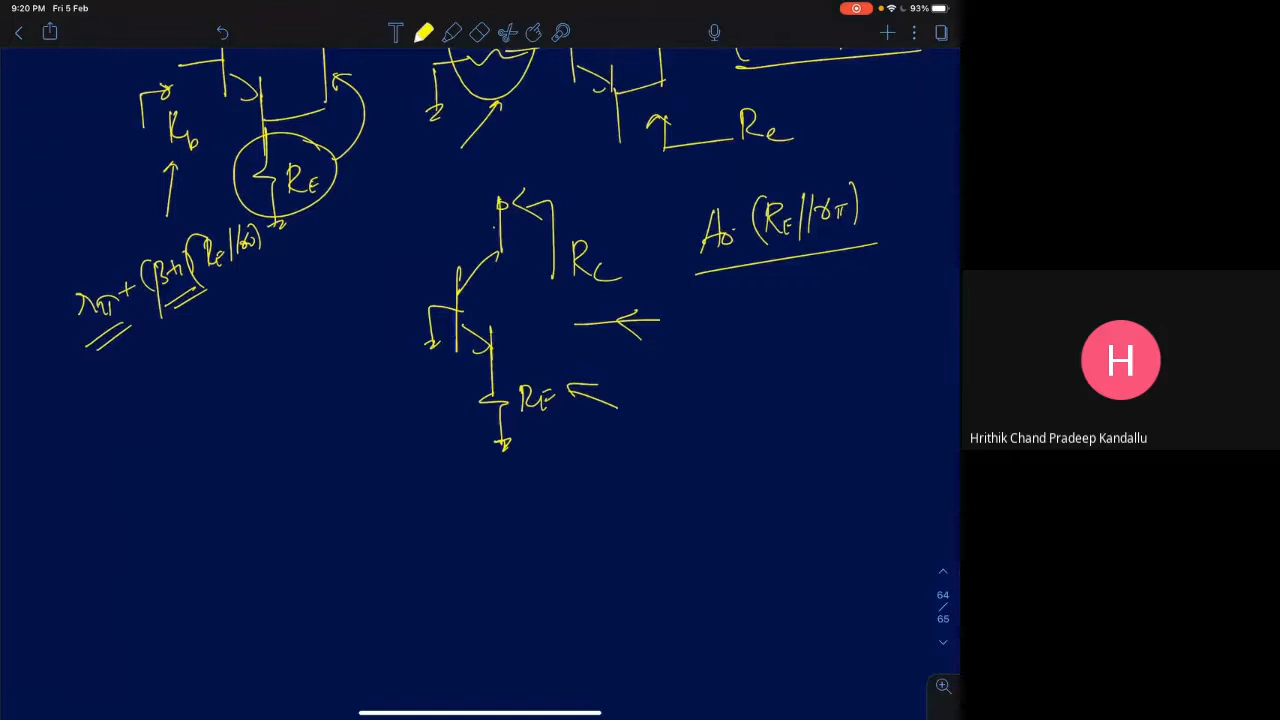 9:20 PM Fri 5 Feb
93%
T
Rb
RE
Re
rπ + (β+1)(RE||ro)
RC
Ao (RE||rπ)
RE
64
/
65
H
Hrithik Chand Pradeep Kandallu